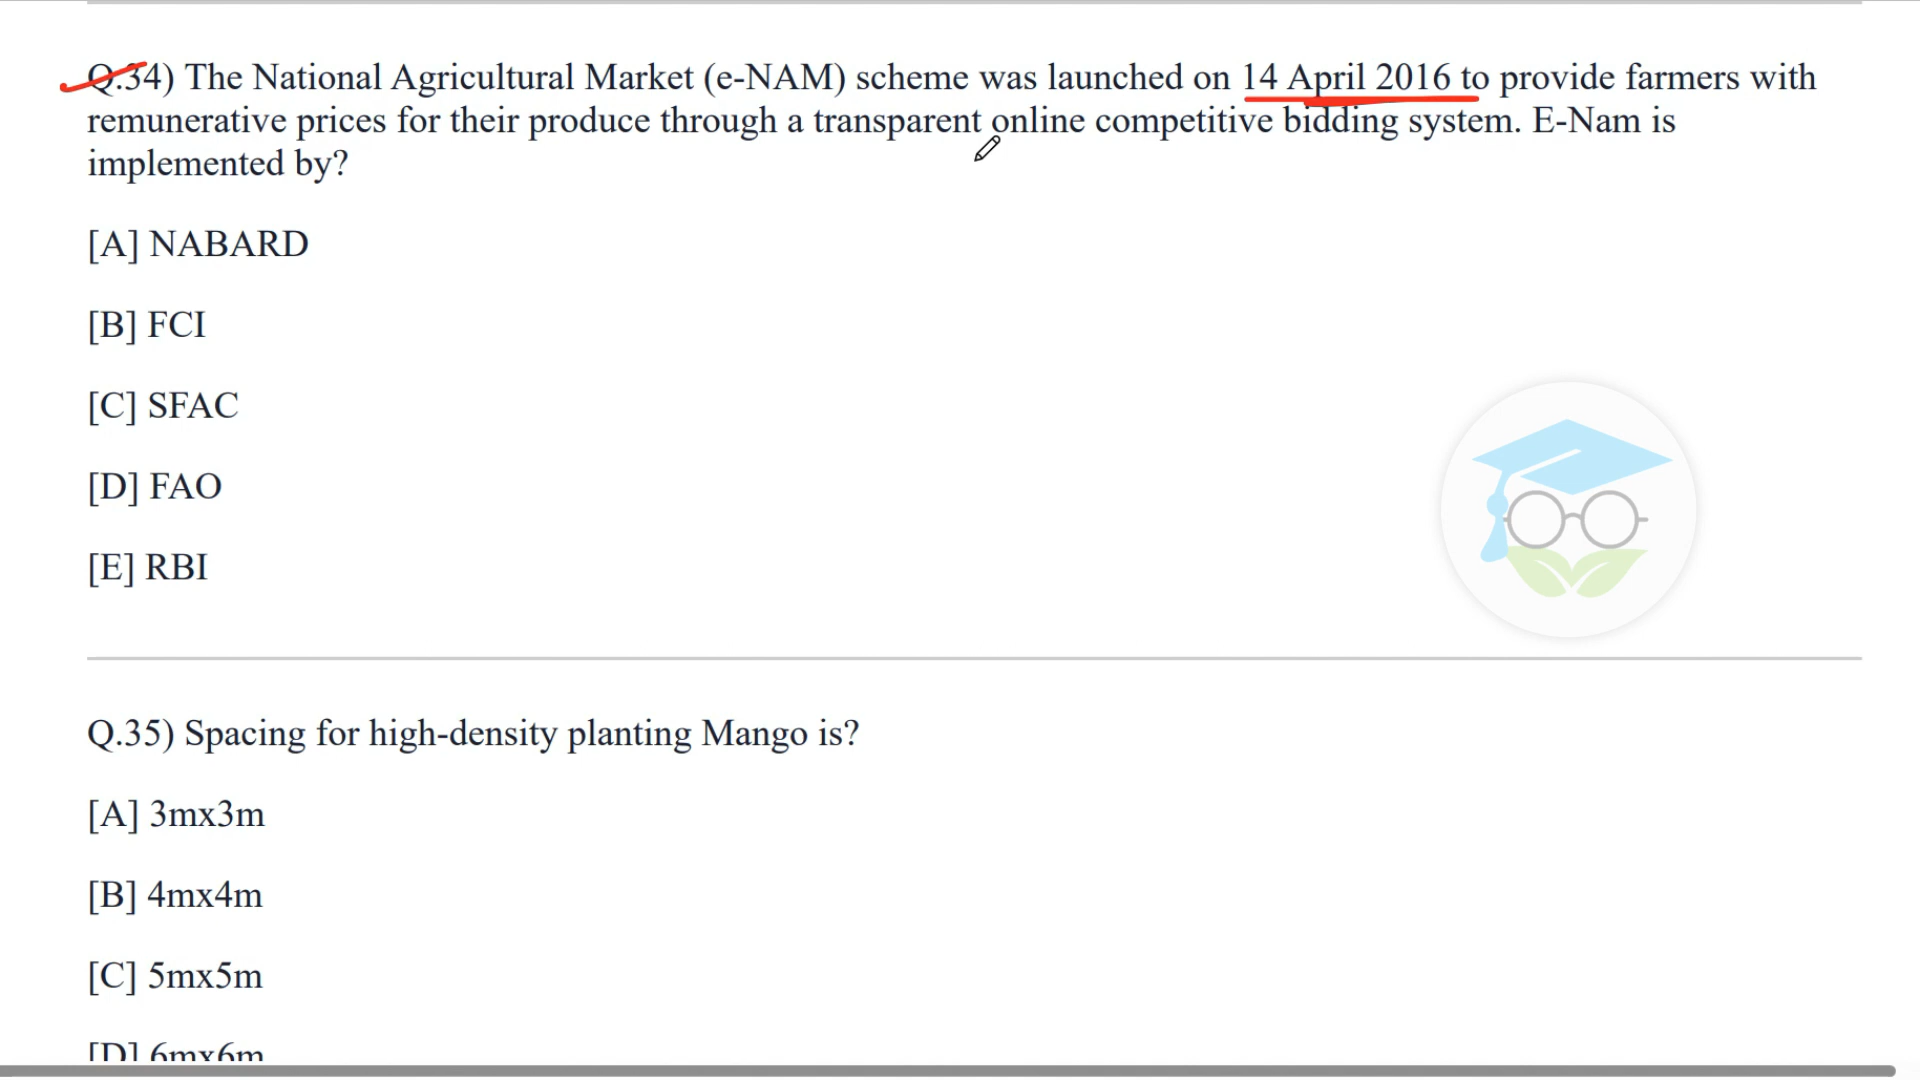 Q.34) The National Agricultural Market (e-NAM) scheme was launched on 14 April 2016 to provide farmers with
remunerative prices for their produce through a transparent online competitive bidding system. E-Nam is
implemented by?
[A] NABARD
[B] FCI
[C] SFAC
[D] FAO
[E] RBI
Q.35) Spacing for high-density planting Mango is?
[A] 3mx3m
[B] 4mx4m
[C] 5mx5m
[D] 6mx6m